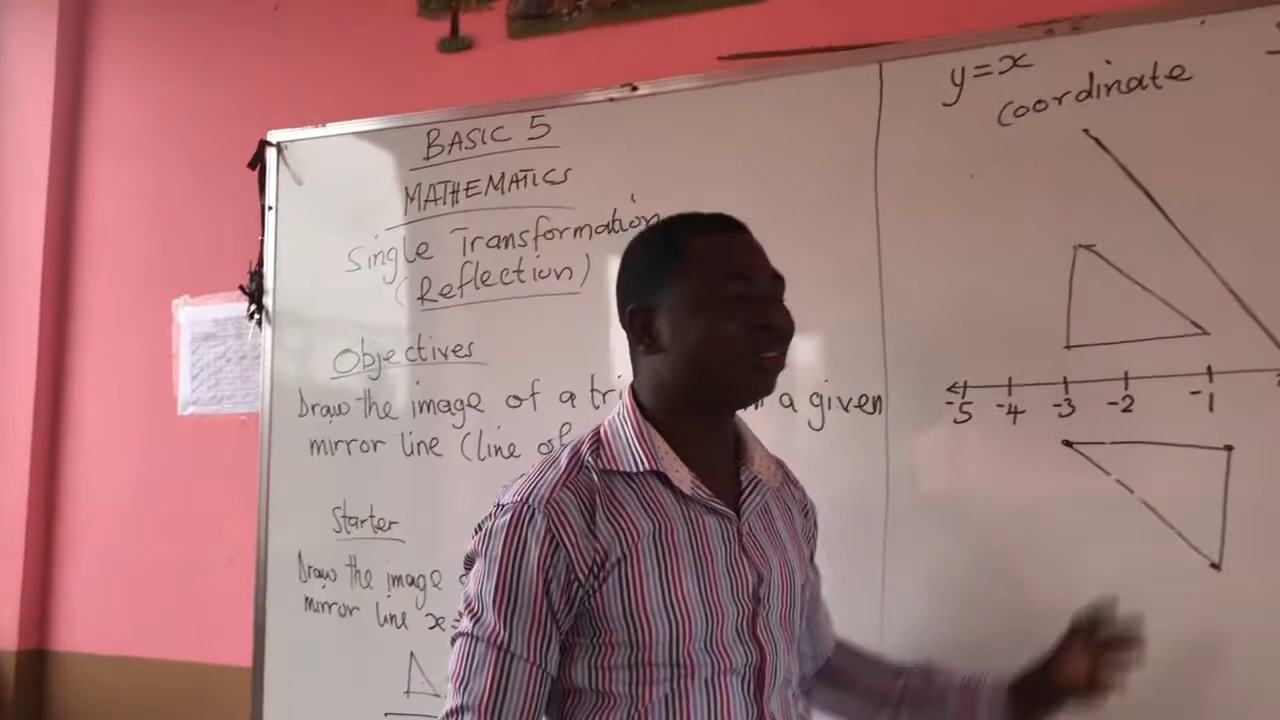 BASIC 5
MATHEMATICS
Single Transformation
(Reflection)
Objectives
Draw the image of a tri a given
mirror line (line of
Starter
Draw the image
mirror line x=
y=x
coordinate
-5 -4 -3 -2 -1